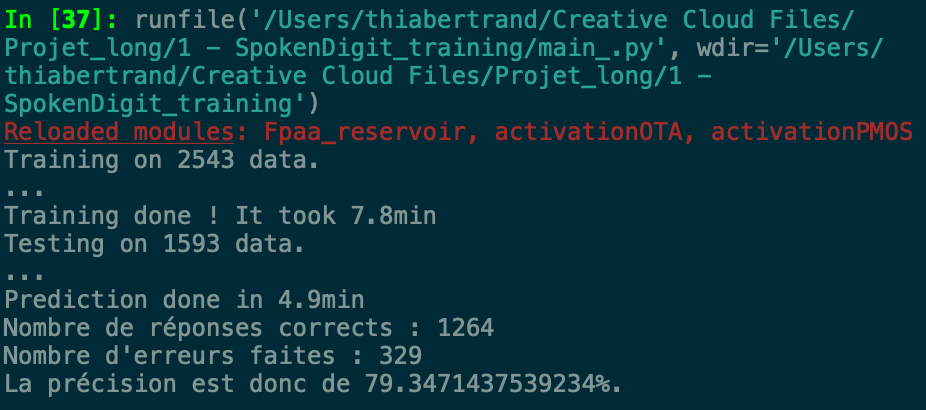 In [37]: runfile('/Users/thiabertrand/Creative Cloud Files/
Projet_long/1 - SpokenDigit_training/main_.py', wdir='/Users/
thiabertrand/Creative Cloud Files/Projet_long/1 -
SpokenDigit_training')
Reloaded modules: Fpaa_reservoir, activationOTA, activationPMOS
Training on 2543 data.
...
Training done ! It took 7.8min
Testing on 1593 data.
...
Prediction done in 4.9min
Nombre de réponses corrects : 1264
Nombre d'erreurs faites : 329
La précision est donc de 79.3471437539234%.